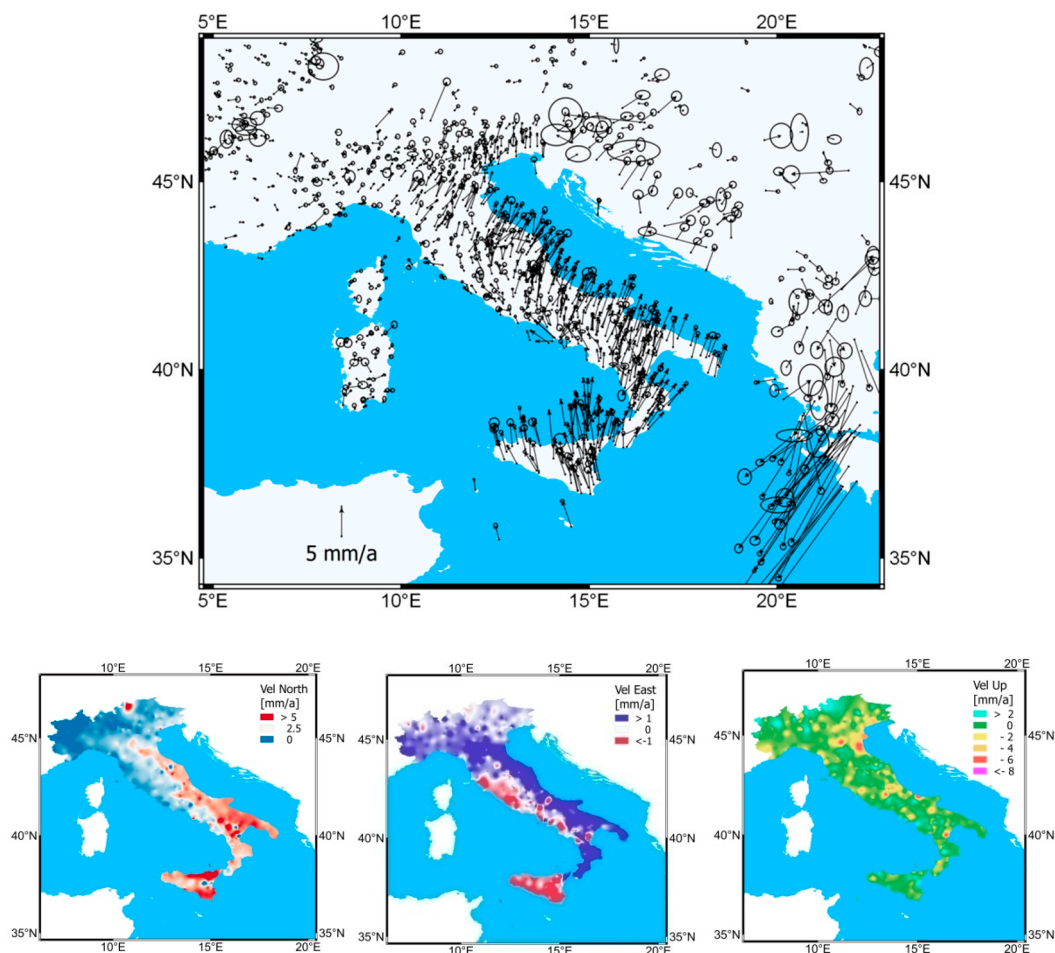 5°E 10°E 15°E 20°E
45°N 45°N
40°N 40°N
5 mm/a
35°N 35°N
5°E 10°E 15°E 20°E
10°E 15°E 20°E
Vel North
[mm/a]
> 5
2.5
0
45°N 45°N
40°N 40°N
35°N 35°N
10°E 15°E 20°E
10°E 15°E 20°E
Vel East
[mm/a]
> 1
0
<-1
45°N 45°N
40°N 40°N
35°N 35°N
10°E 15°E 20°E
10°E 15°E 20°E
Vel Up
[mm/a]
> 2
0
- 2
- 4
- 6
<- 8
45°N 45°N
40°N 40°N
35°N 35°N
10°E 15°E 20°E